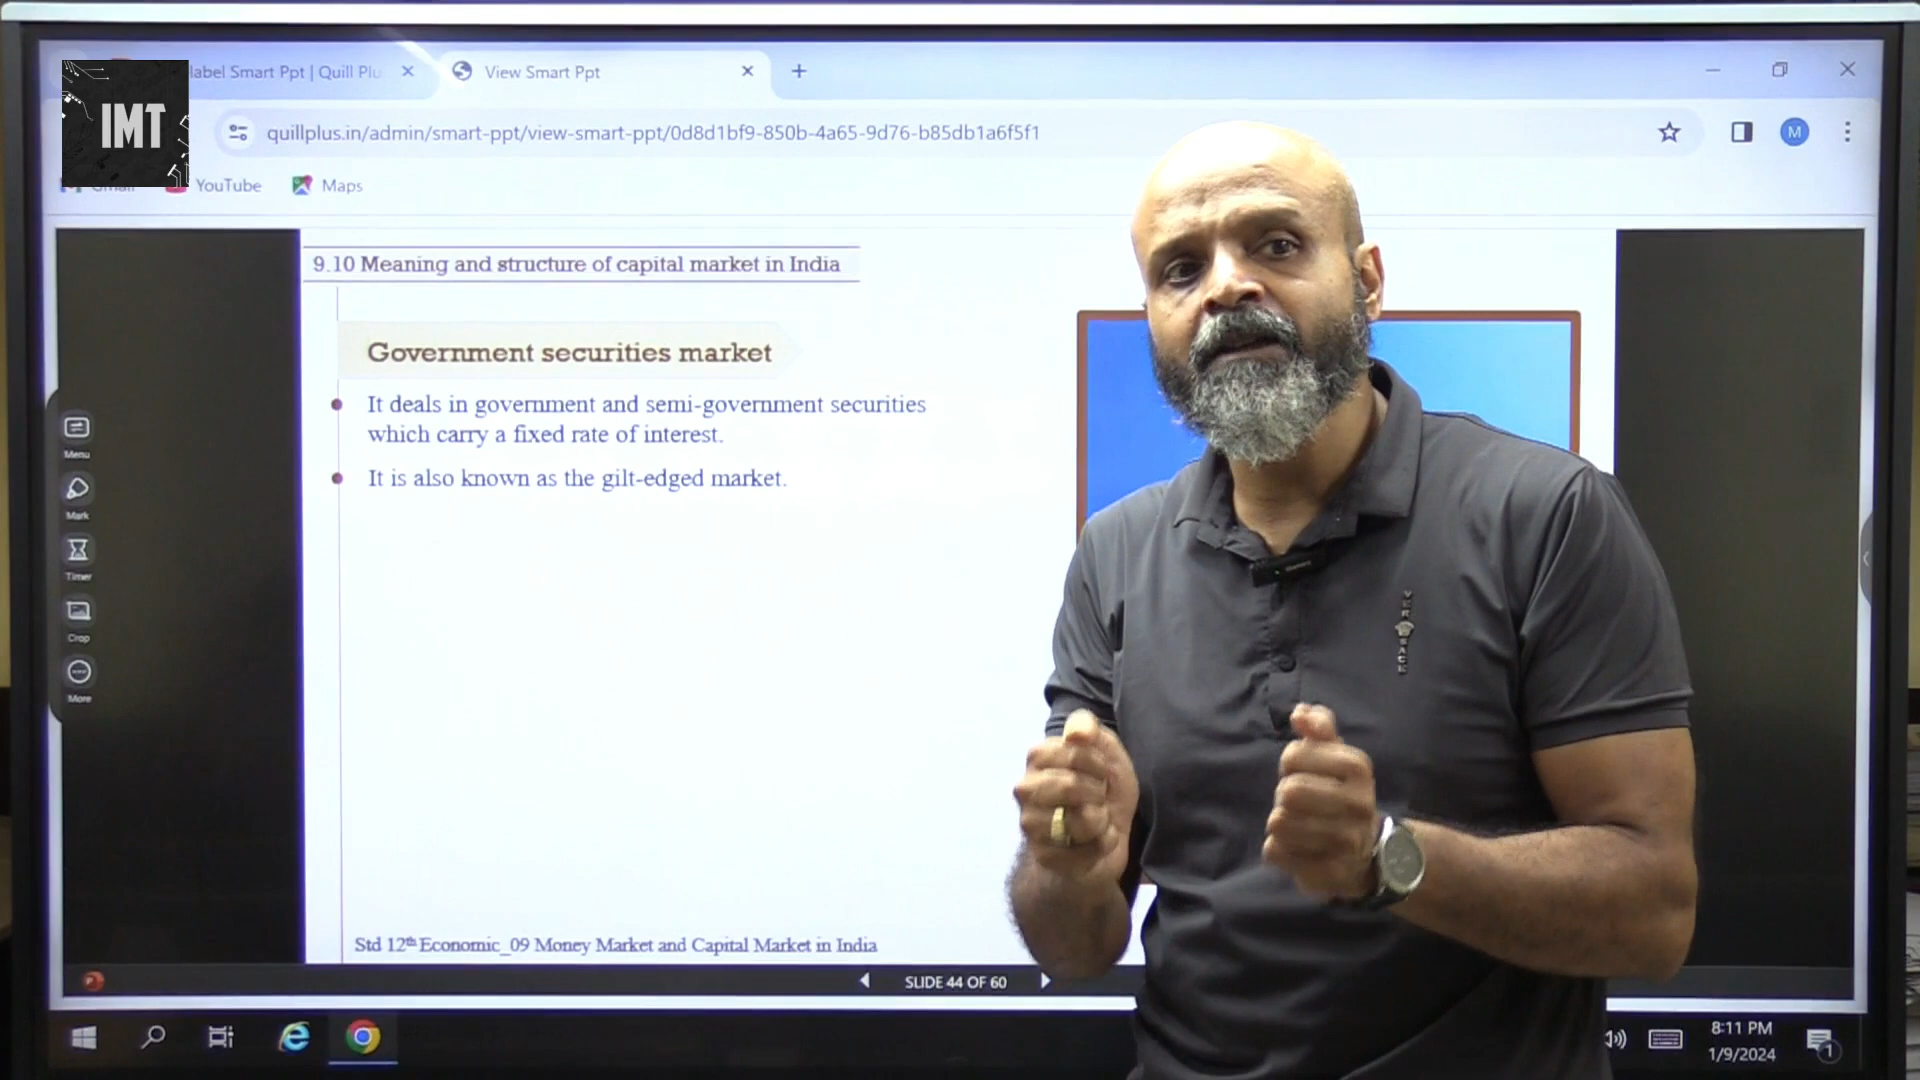 label Smart Ppt | Quill Plu
View Smart Ppt
IMT
quillplus.in/admin/smart-ppt/view-smart-ppt/0d8d1bf9-850b-4a65-9d76-b85db1a6f5f1
M
Gmail
YouTube
Maps
9.10 Meaning and structure of capital market in India
Government securities market
It deals in government and semi-government securities
which carry a fixed rate of interest.
It is also known as the gilt-edged market.
Menu
Mark
Timer
Crop
More
VERSACE
Std 12th Economic_09 Money Market and Capital Market in India
SLIDE 44 OF 60
8:11 PM
1/9/2024
1